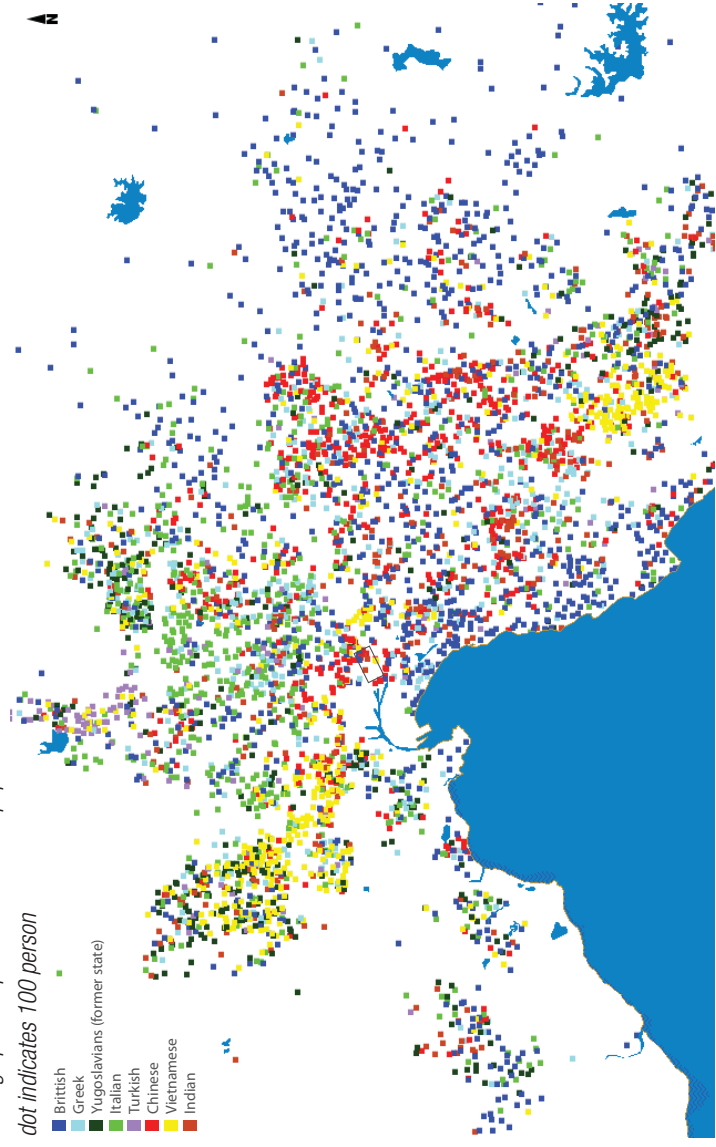 N
dot indicates 100 person
Brittish
Greek
Yugoslavians (former state)
Italian
Turkish
Chinese
Vietnamese
Indian